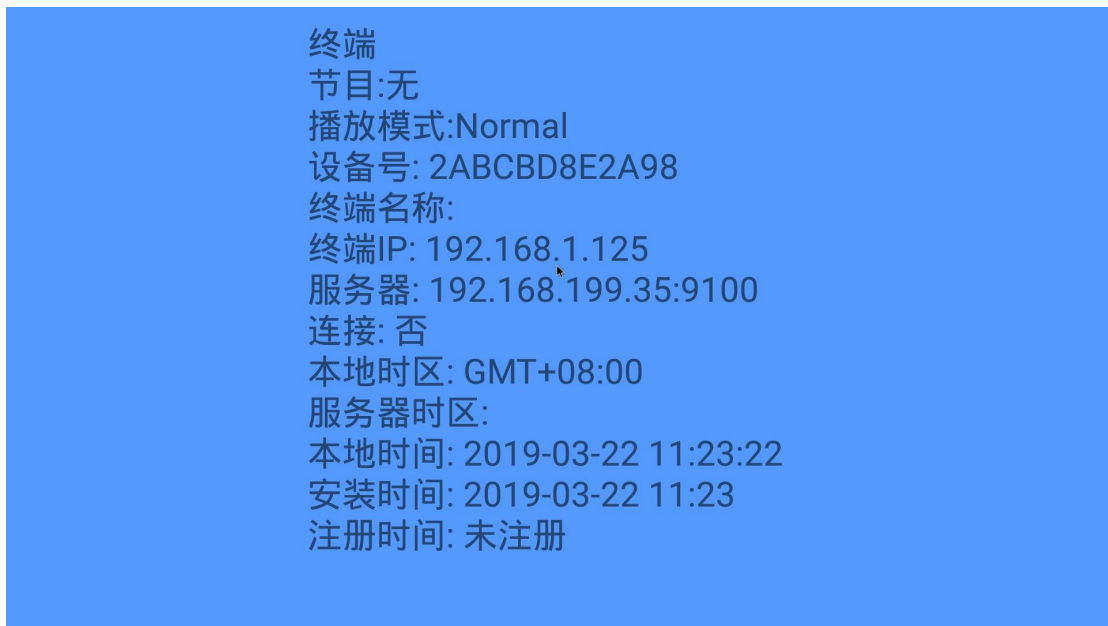 终端
节目:无
播放模式:Normal
设备号: 2ABCBD8E2A98
终端名称:
终端IP: 192.168.1.125
服务器: 192.168.199.35:9100
连接: 否
本地时区: GMT+08:00
服务器时区:
本地时间: 2019-03-22 11:23:22
安装时间: 2019-03-22 11:23
注册时间: 未注册